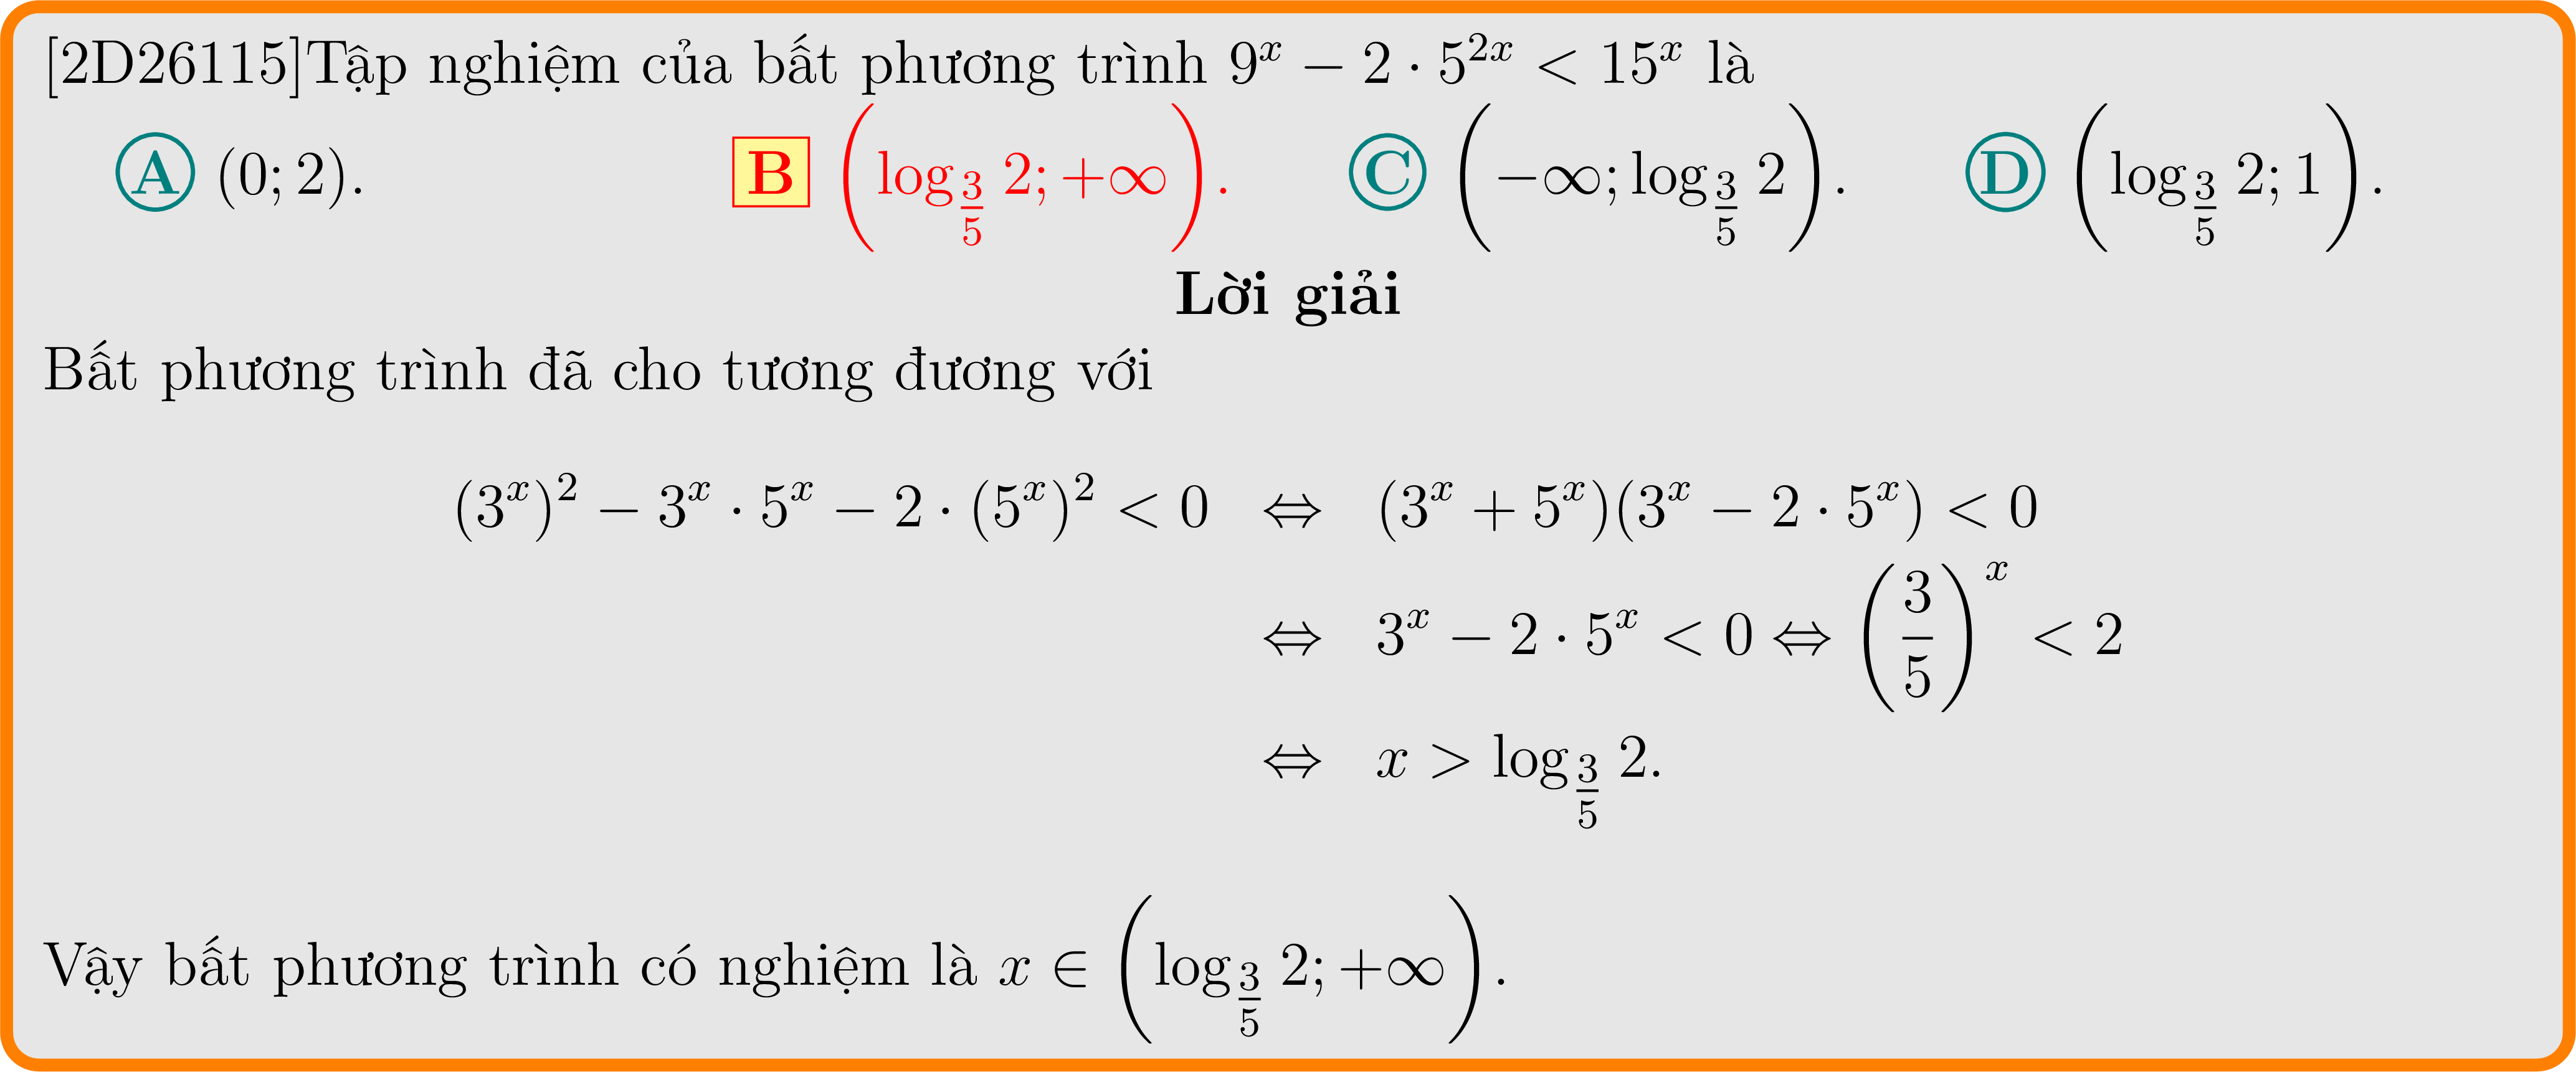 [2D26115]Tập nghiệm của bất phương trình $9^x - 2 \cdot 5^{2x} < 15^x$ là
A $(0; 2)$. B $\left(\log_{\frac{3}{5}} 2; +\infty\right)$. C $\left(-\infty; \log_{\frac{3}{5}} 2\right)$. D $\left(\log_{\frac{3}{5}} 2; 1\right)$.
Lời giải
Bất phương trình đã cho tương đương với
$(3^x)^2 - 3^x \cdot 5^x - 2 \cdot (5^x)^2 < 0 \Leftrightarrow (3^x + 5^x)(3^x - 2 \cdot 5^x) < 0$
$\Leftrightarrow 3^x - 2 \cdot 5^x < 0 \Leftrightarrow \left(\frac{3}{5}\right)^x < 2$
$\Leftrightarrow x > \log_{\frac{3}{5}} 2.$
Vậy bất phương trình có nghiệm là $x \in \left(\log_{\frac{3}{5}} 2; +\infty\right)$.